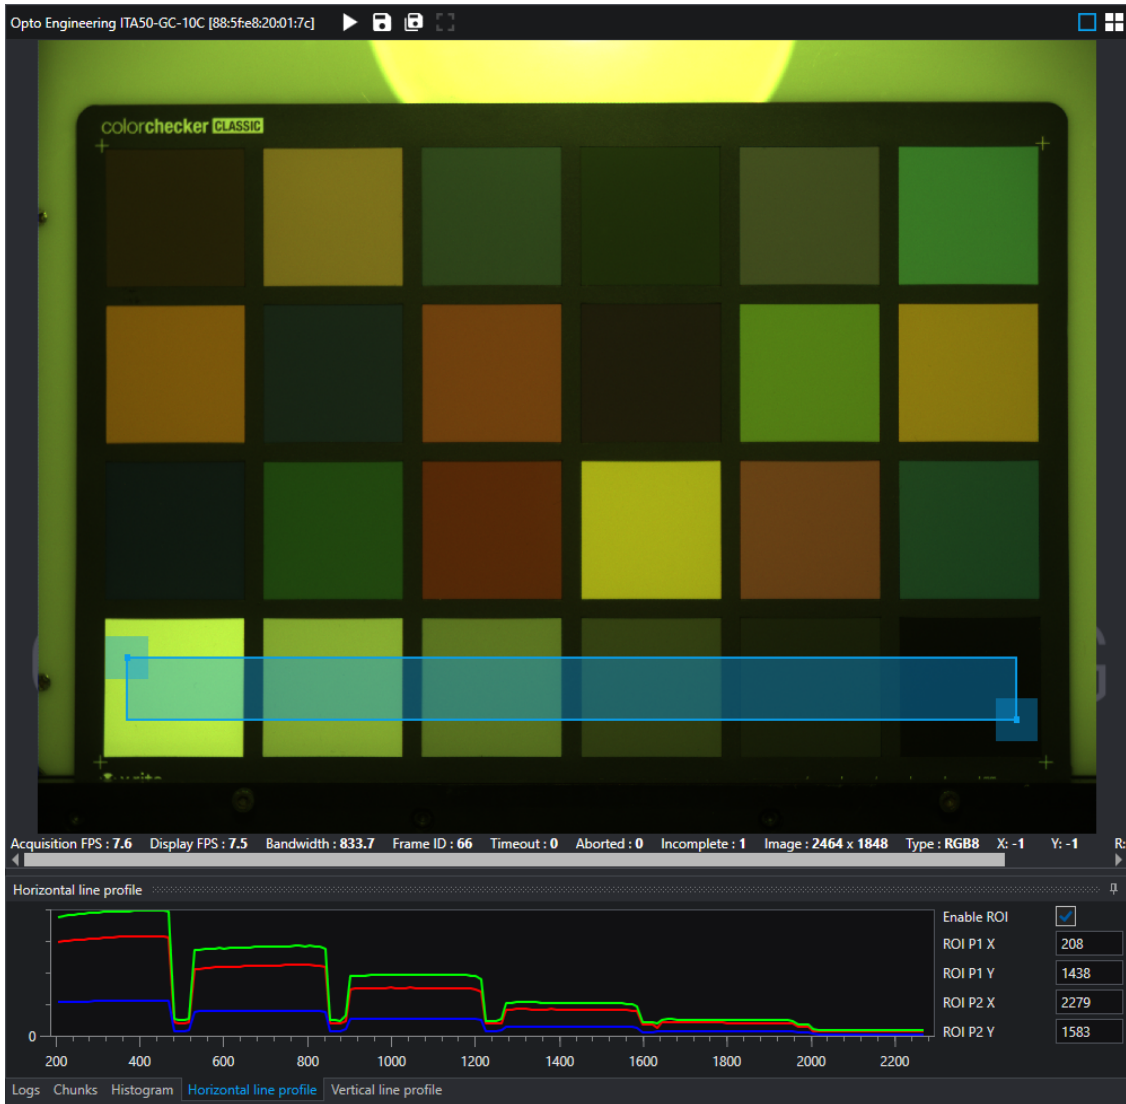 Opto Engineering ITA50-GC-10C [88:5f:e8:20:01:7c]
colorchecker CLASSIC
Acquisition FPS : 7.6 Display FPS : 7.5 Bandwidth : 833.7 Frame ID : 66 Timeout : 0 Aborted : 0 Incomplete : 1 Image : 2464 x 1848 Type : RGB8 X: -1 Y: -1 R:
Horizontal line profile
Enable ROI
ROI P1 X 208
ROI P1 Y 1438
ROI P2 X 2279
ROI P2 Y 1583
0
200 400 600 800 1000 1200 1400 1600 1800 2000 2200
Logs Chunks Histogram Horizontal line profile Vertical line profile